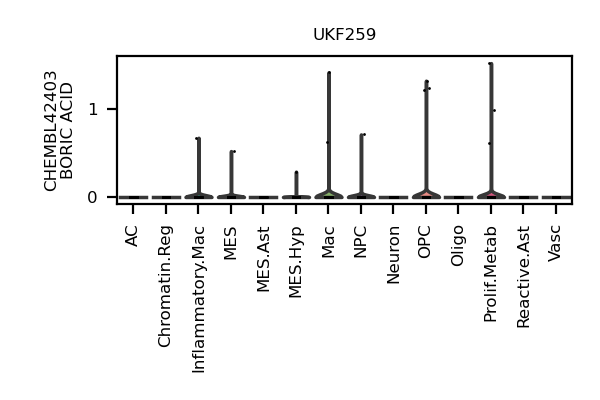 UKF259
CHEMBL42403
BORIC ACID
1
0
AC
Chromatin.Reg
Inflammatory.Mac
MES
MES.Ast
MES.Hyp
Mac
NPC
Neuron
OPC
Oligo
Prolif.Metab
Reactive.Ast
Vasc